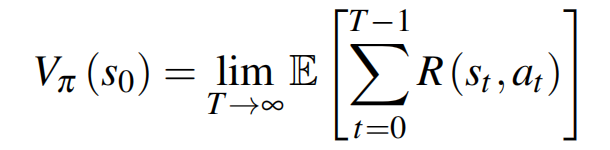 V_π (s_0) = lim_{T→∞} 𝔼 [ ∑_{t=0}^{T−1} R(s_t, a_t) ]